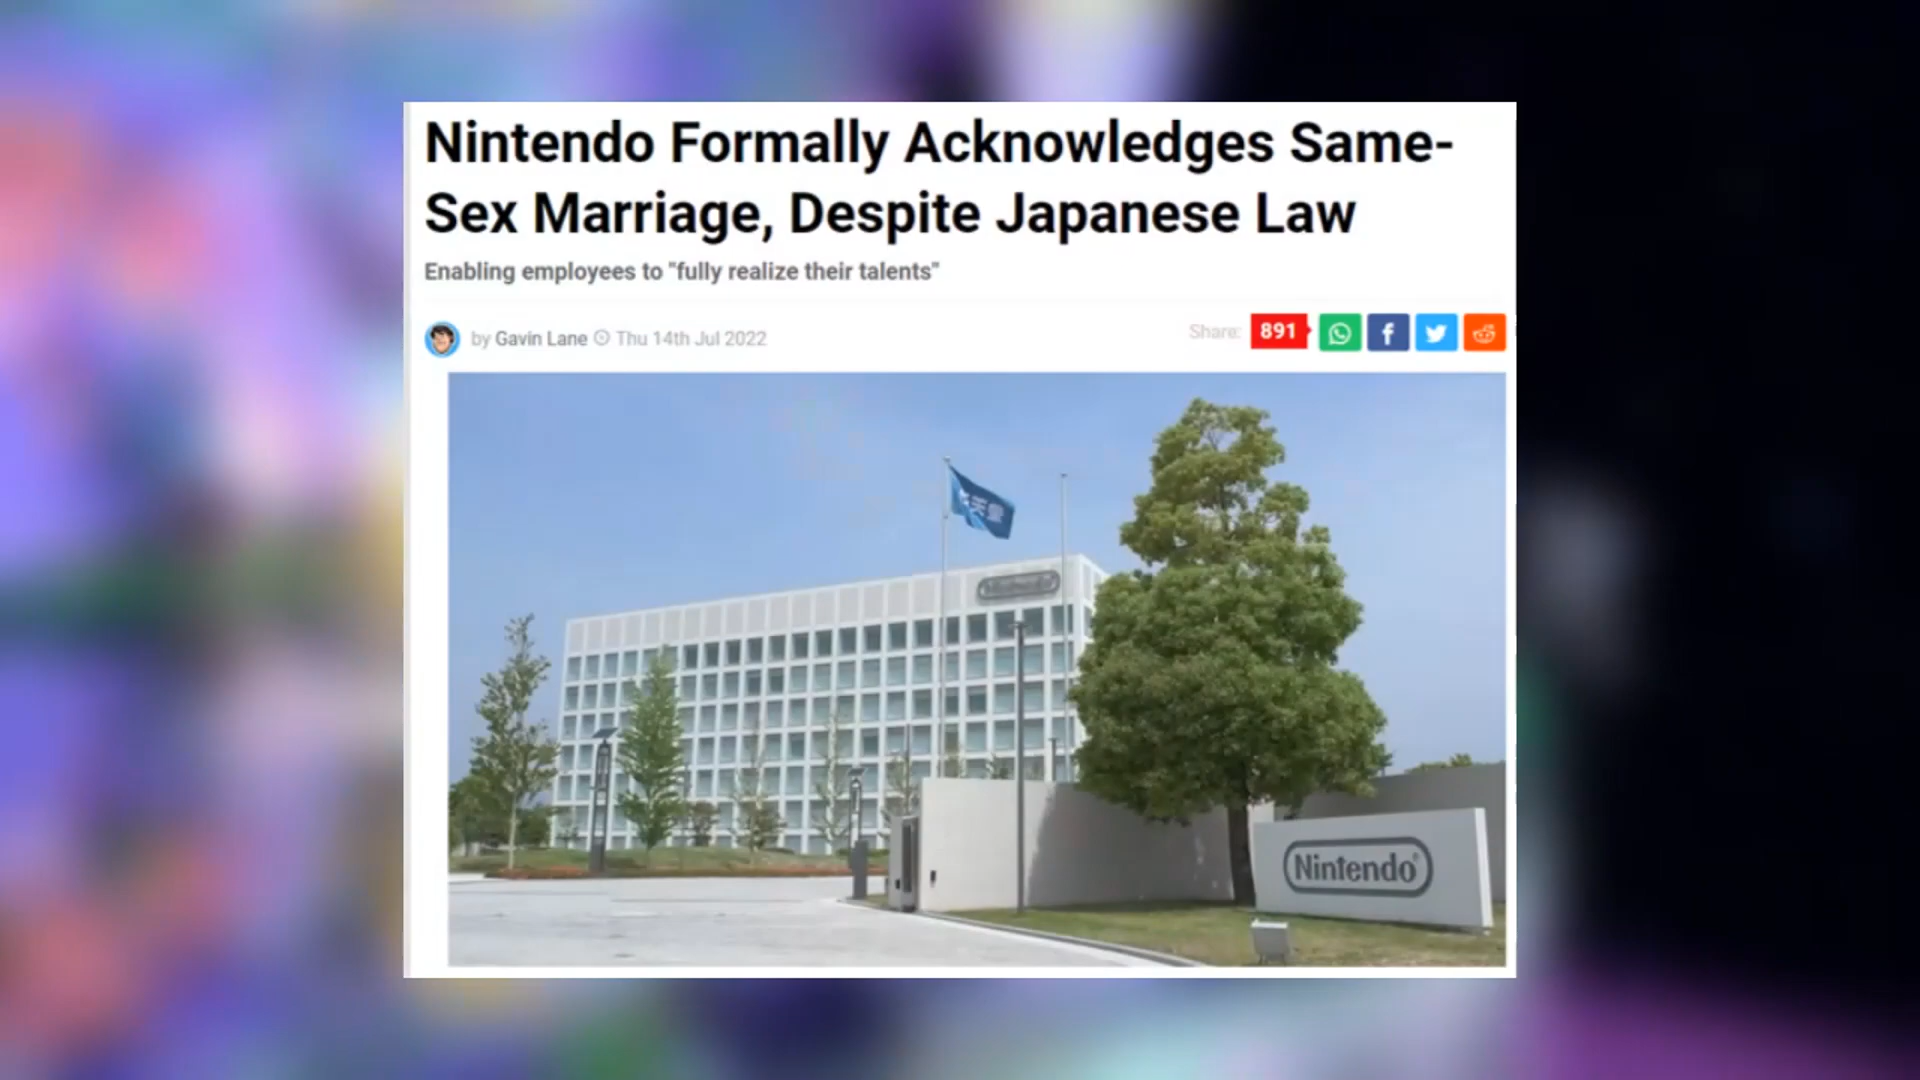 Nintendo Formally Acknowledges Same-
Sex Marriage, Despite Japanese Law
Enabling employees to "fully realize their talents"
by Gavin Lane Thu 14th Jul 2022
Share: 891
Nintendo
Nintendo